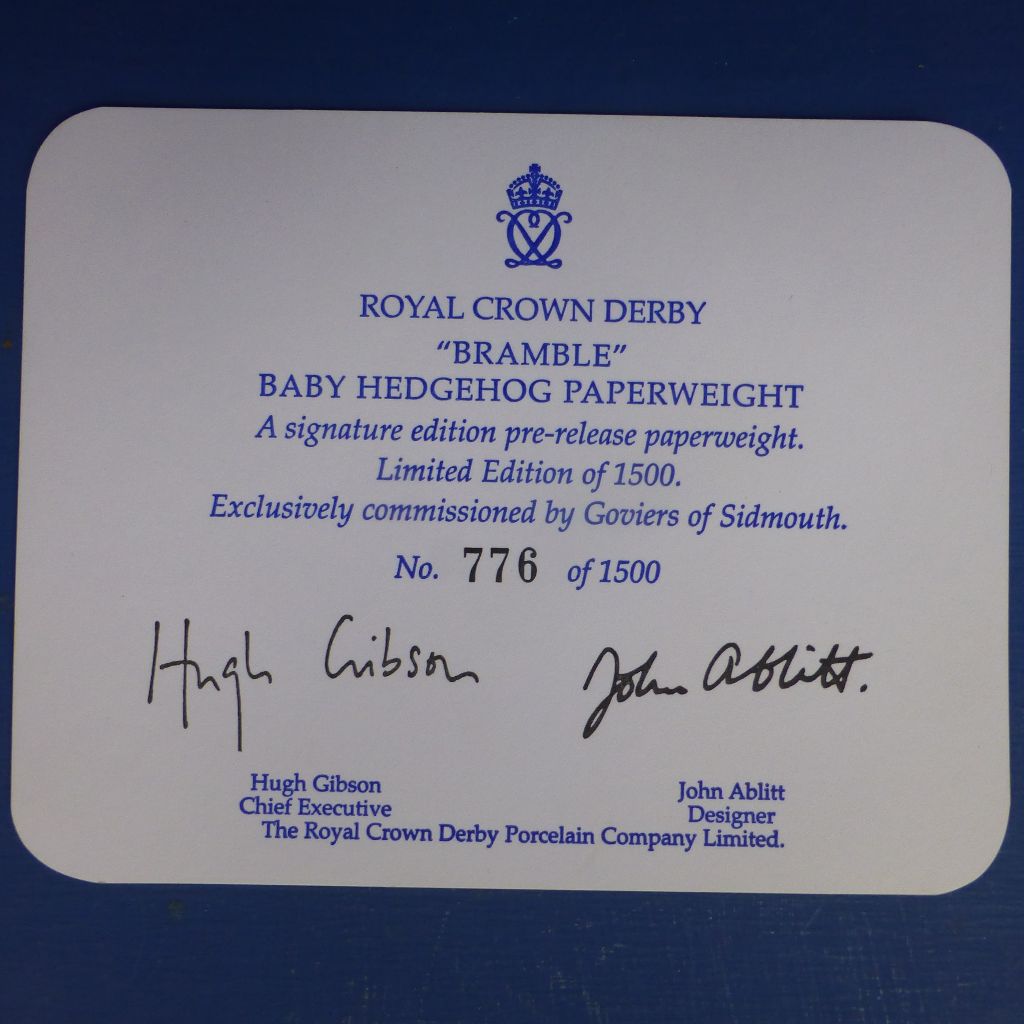 ROYAL CROWN DERBY
“BRAMBLE”
BABY HEDGEHOG PAPERWEIGHT
A signature edition pre-release paperweight.
Limited Edition of 1500.
Exclusively commissioned by Goviers of Sidmouth.
No. 776 of 1500
Hugh Gibson John Ablitt.
Hugh Gibson John Ablitt
Chief Executive Designer
The Royal Crown Derby Porcelain Company Limited.